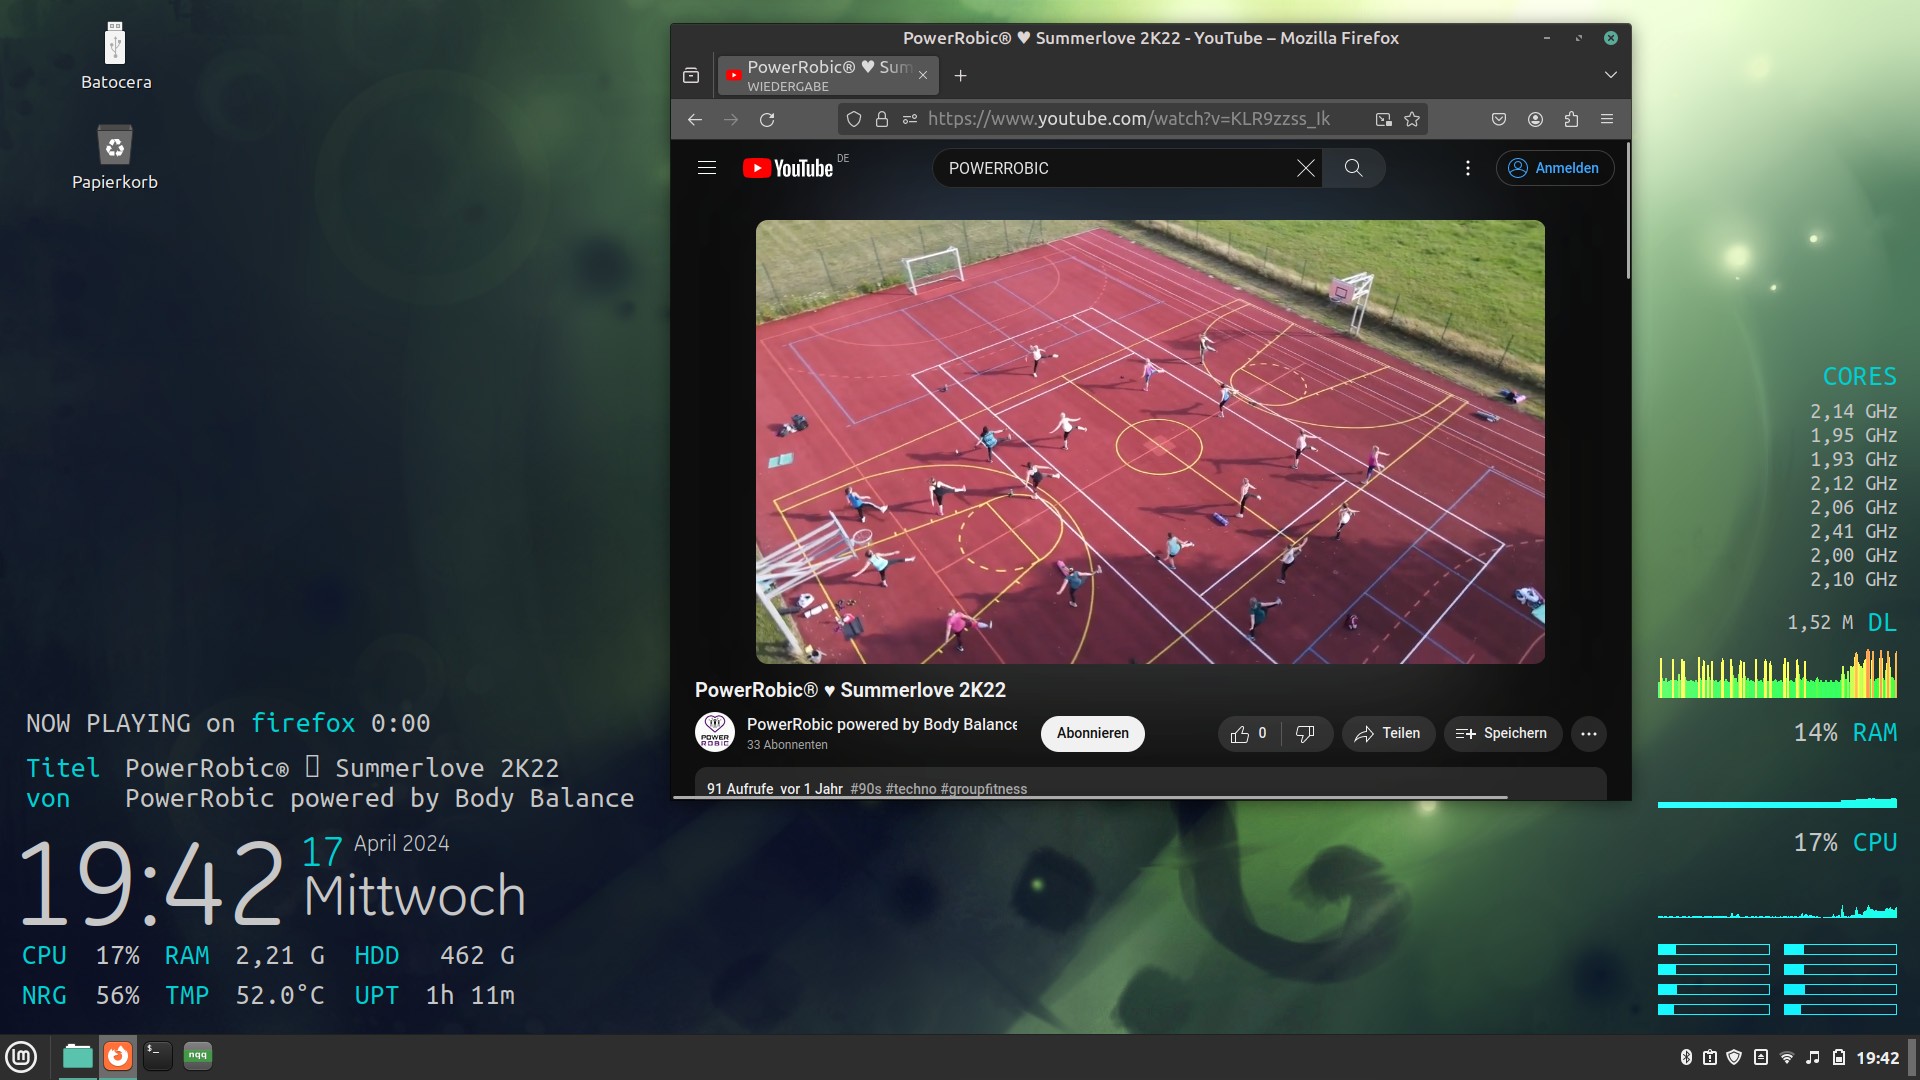 Batocera
Papierkorb
PowerRobic® ♥ Summerlove 2K22 - YouTube – Mozilla Firefox
PowerRobic® ♥ Sum
WIEDERGABE
https://www.youtube.com/watch?v=KLR9zzss_Ik
YouTube DE
POWERROBIC
Anmelden
PowerRobic® ♥ Summerlove 2K22
POWER
ROBIC
PowerRobic powered by Body Balance
33 Abonnenten
Abonnieren
0
Teilen
Speichern
91 Aufrufe vor 1 Jahr #90s #techno #groupfitness
CORES
2,14 GHz
1,95 GHz
1,93 GHz
2,12 GHz
2,06 GHz
2,41 GHz
2,00 GHz
2,10 GHz
1,52 M DL
14% RAM
17% CPU
NOW PLAYING on firefox 0:00
Titel PowerRobic® ▯ Summerlove 2K22
von PowerRobic powered by Body Balance
19:42
17 April 2024
Mittwoch
CPU 17% RAM 2,21 G HDD 462 G
NRG 56% TMP 52.0°C UPT 1h 11m
$_
nqq
19:42